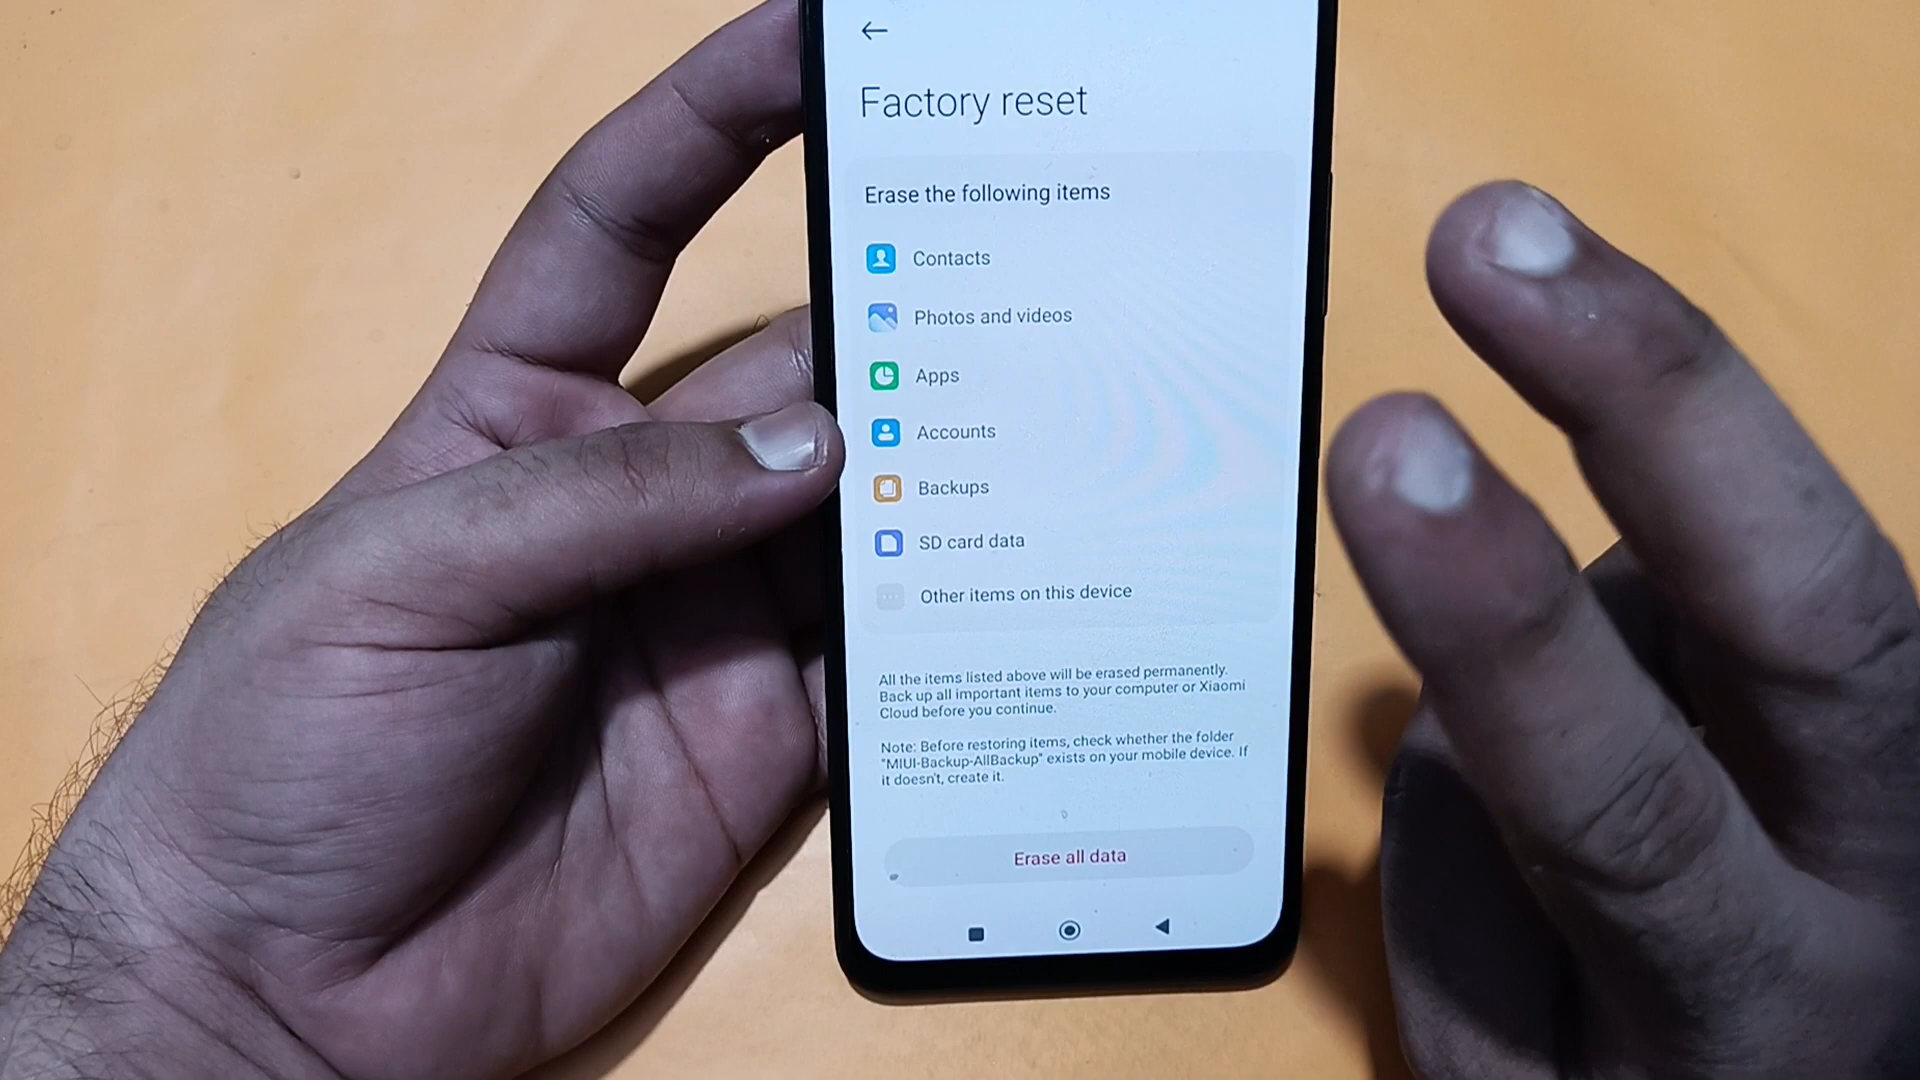 Factory reset
Erase the following items
Contacts
Photos and videos
Apps
Accounts
Backups
SD card data
Other items on this device
All the items listed above will be erased permanently.
Back up all important items to your computer or Xiaomi
Cloud before you continue.
Note: Before restoring items, check whether the folder
"MIUI-Backup-AllBackup" exists on your mobile device. If
it doesn't, create it.
Erase all data